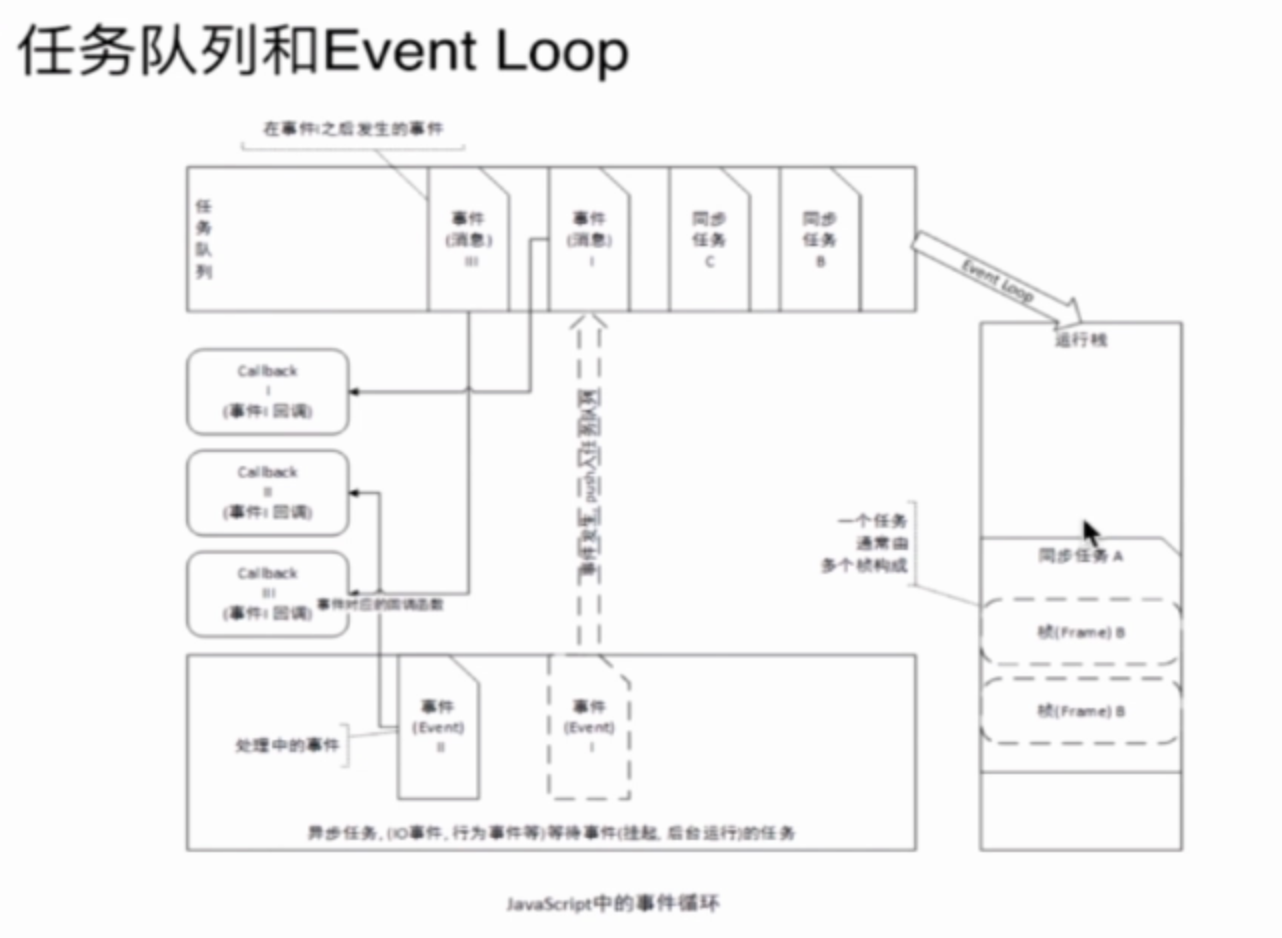 任务队列和Event Loop
在事件I之后发生的事件
任
务
队
列
事件
(消息)
III
事件
(消息)
I
同步
任务
C
同步
任务
B
Event Loop
运行栈
Callback
I
(事件I 回调)
Callback
II
(事件I 回调)
Callback
III
(事件I 回调)
事件对应的回调函数
事件发生, push入任务队列
一个任务
通常由
多个桢构成
同步任务 A
桢(Frame) B
桢(Frame) B
处理中的事件
事件
(Event)
II
事件
(Event)
I
异步任务, (IO事件, 行为事件等)等待事件(挂起, 后台运行)的任务
JavaScript中的事件循环